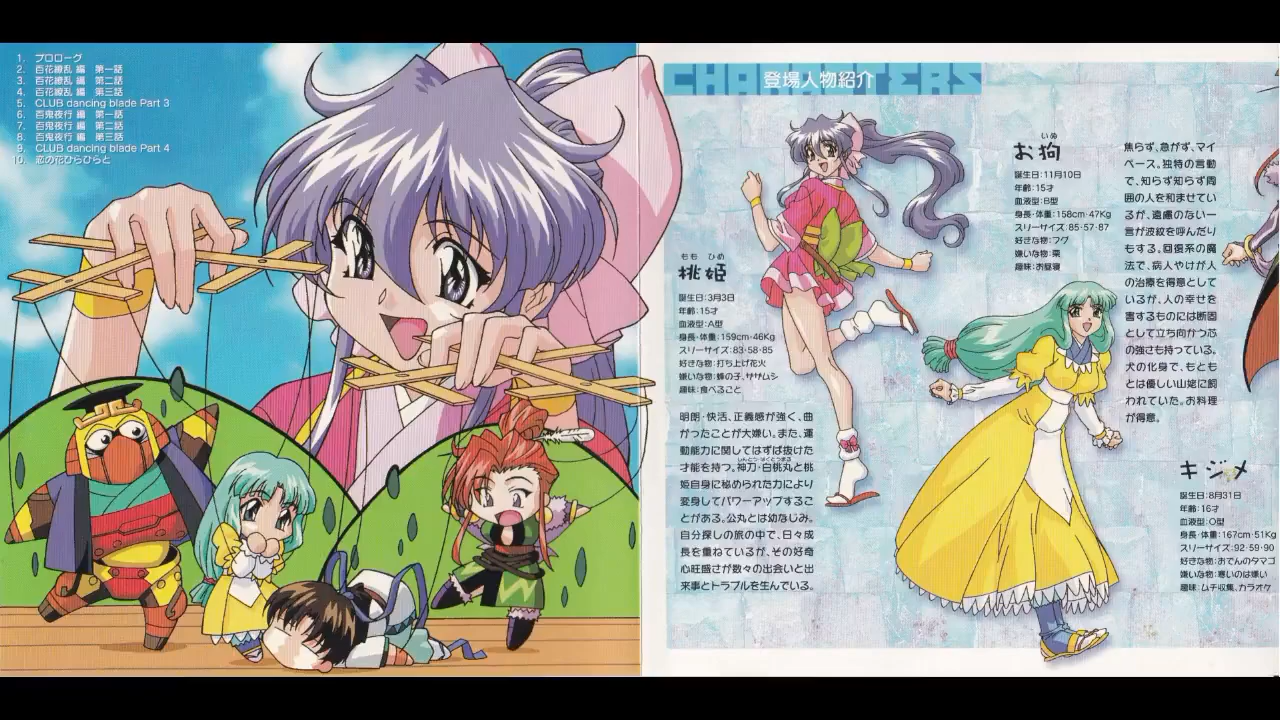 1. プロローグ
2. 百花繚乱 編 第一話
3. 百花繚乱 編 第二話
4. 百花繚乱 編 第三話
5. CLUB dancing blade Part 3
6. 百鬼夜行 編 第一話
7. 百鬼夜行 編 第二話
8. 百鬼夜行 編 第三話
9. CLUB dancing blade Part 4
10. 恋の花ひらひらと
CHARACTERS
登場人物紹介
もも ひめ
桃姫
誕生日:3月3日
年齢:15才
血液型:A型
身長・体重:159cm・46Kg
スリーサイズ:83・58・85
好きな物:打ち上げ花火
嫌いな物:蜂の子、ササムシ
趣味:食べること
明朗・快活、正義感が強く、曲
がったことが大嫌い。また、運
動能力に関してはずば抜けた
才能を持つ。神刀・白桃丸と桃
姫自身に秘められた力により
変身してパワーアップするこ
とがある。公丸とは幼なじみ。
自分探しの旅の中で、日々成
長を重ねているが、その好奇
心旺盛さが数々の出会いと出
来事とトラブルを生んでいる。
いぬ
お狗
誕生日:11月10日
年齢:15才
血液型:B型
身長・体重:158cm・47Kg
スリーサイズ:85・57・87
好きな物:フグ
嫌いな物:栗
趣味:お昼寝
焦らず、急がず、マイ
ペース。独特の言動
で、知らず知らず周
囲の人を和ませてい
るが、遠慮のない一
言が波紋を呼んだり
もする。回復系の魔
法で、病人やけが人
の治療を得意として
いるが、人の幸せを
害するものには断固
として立ち向かう芯
の強さも持っている。
犬の化身で、もとも
とは優しい山姥に飼
われていた。お料理
が得意。
キジメ
誕生日:8月31日
年齢:16才
血液型:O型
身長・体重:167cm・51Kg
スリーサイズ:92・59・90
好きな物:おでんのタマゴ
嫌いな物:寒いのは嫌い
趣味:ムチ収集、カラオケ